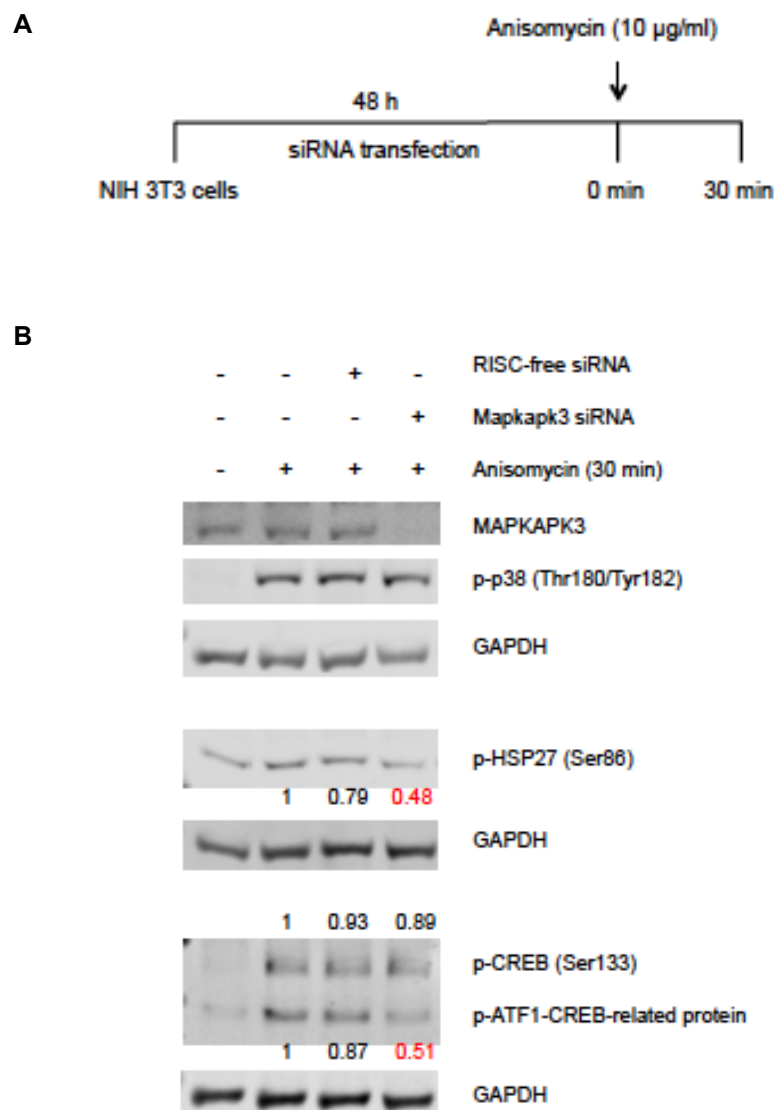 A
Anisomycin (10 µg/ml)
48 h
siRNA transfection
NIH 3T3 cells 0 min 30 min
B
- - + - RISC-free siRNA
- - - + Mapkapk3 siRNA
- + + + Anisomycin (30 min)
MAPKAPK3
p-p38 (Thr180/Tyr182)
GAPDH
p-HSP27 (Ser86)
1 0.79 0.48
GAPDH
1 0.93 0.89
p-CREB (Ser133)
p-ATF1-CREB-related protein
1 0.87 0.51
GAPDH